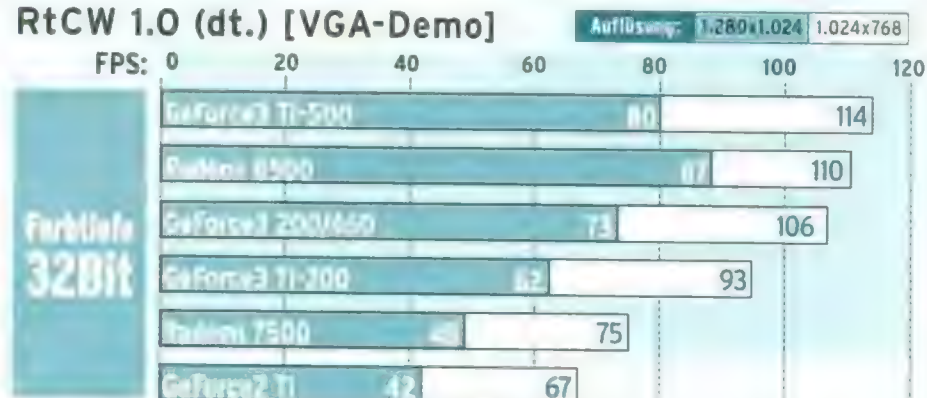 RtCW 1.0 (dt.) [VGA-Demo]
Auflösung: 1.280x1.024 1.024x768
FPS: 0 20 40 60 80 100 120
Farbtiefe
32Bit
GeForce3 Ti-500 80 114
Radeon 8500 87 110
GeForce3 200/460 73 106
GeForce3 Ti-200 62 93
Radeon 7500 75
GeForce2 Ti 42 67